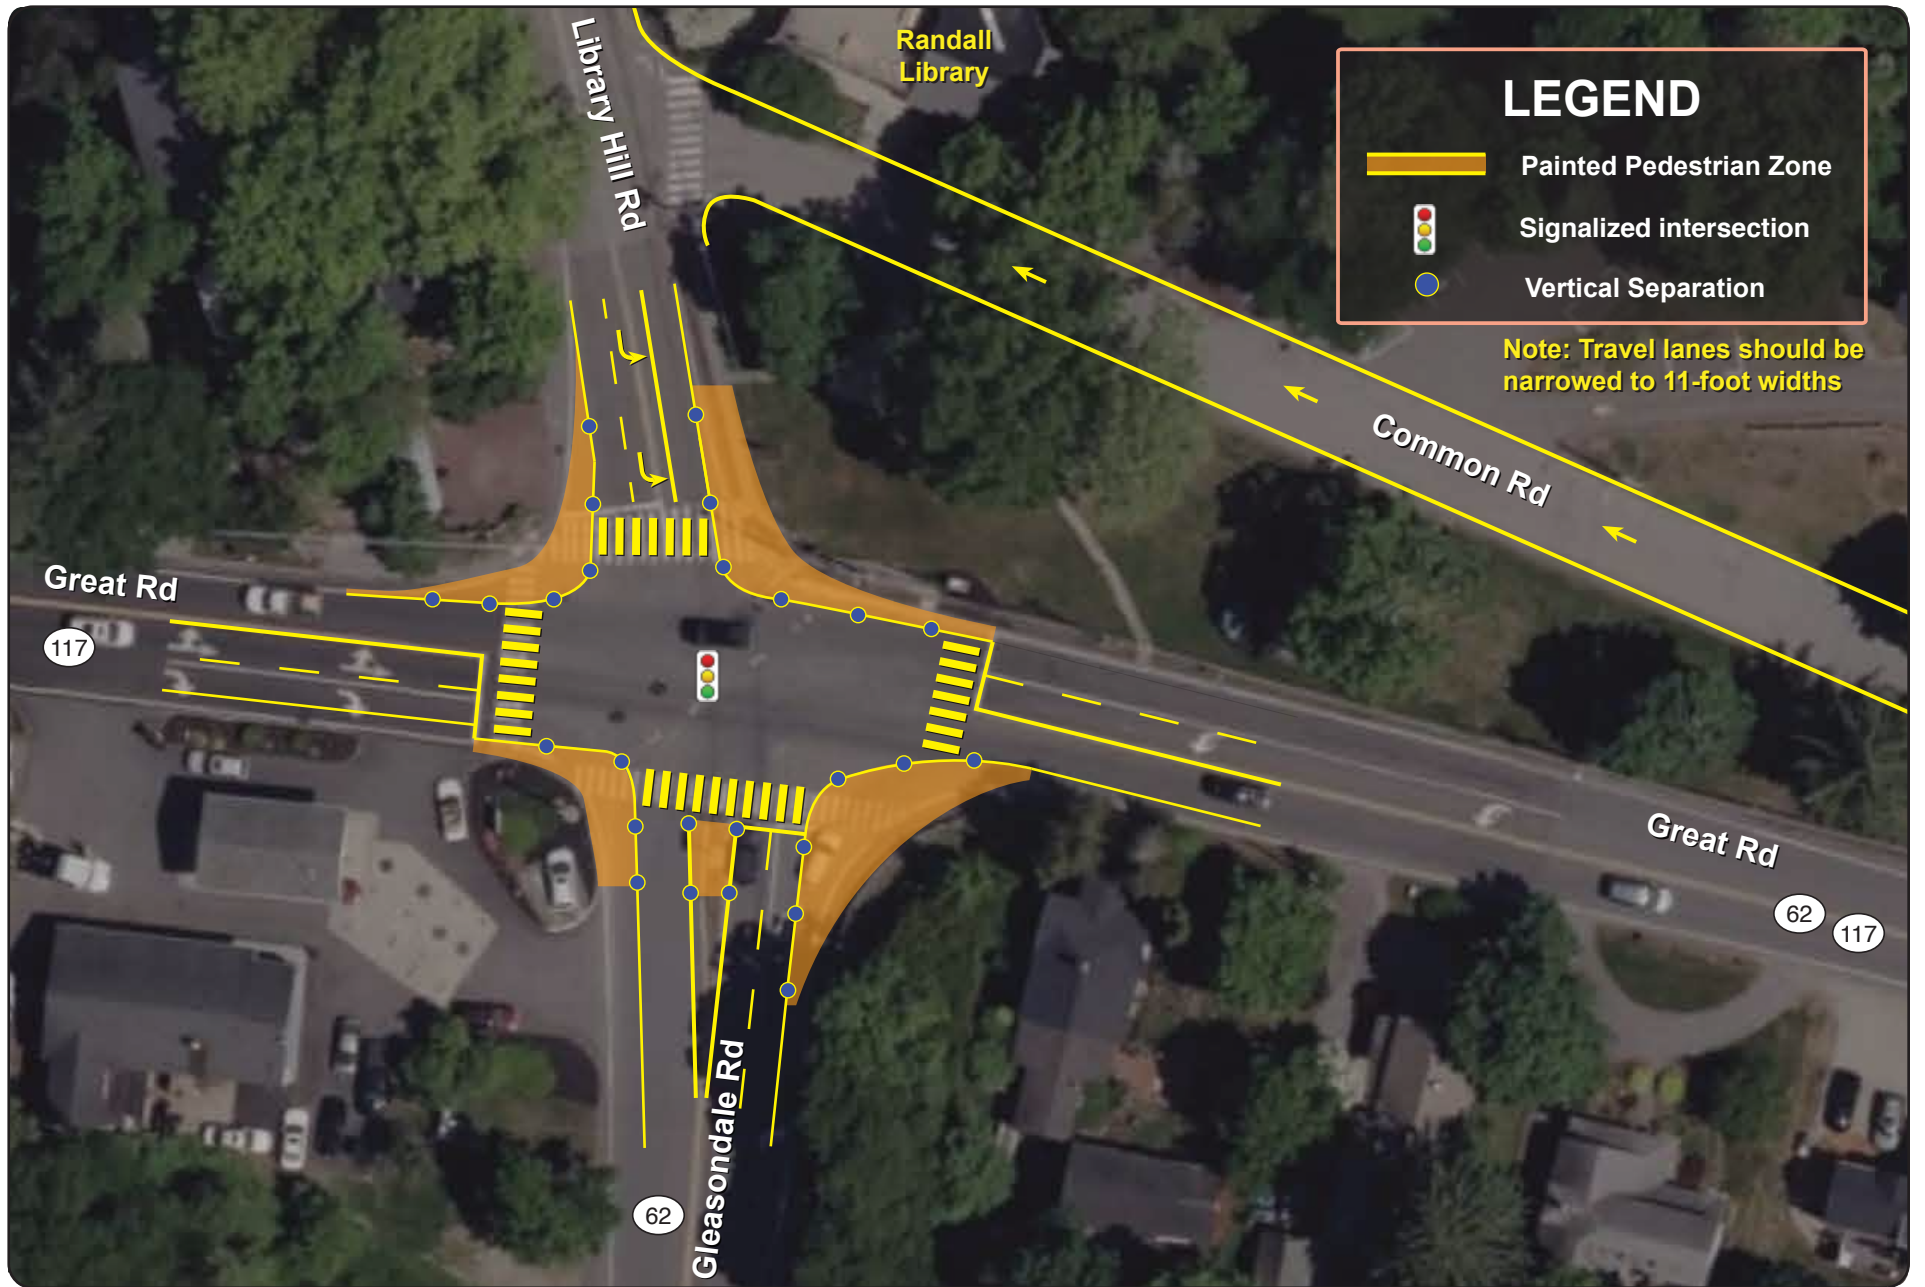 Randall
Library
Library Hill Rd
LEGEND
Painted Pedestrian Zone
Signalized intersection
Vertical Separation
Note: Travel lanes should be
narrowed to 11-foot widths
Common Rd
Great Rd
117
Great Rd
62
117
Gleasondale Rd
62